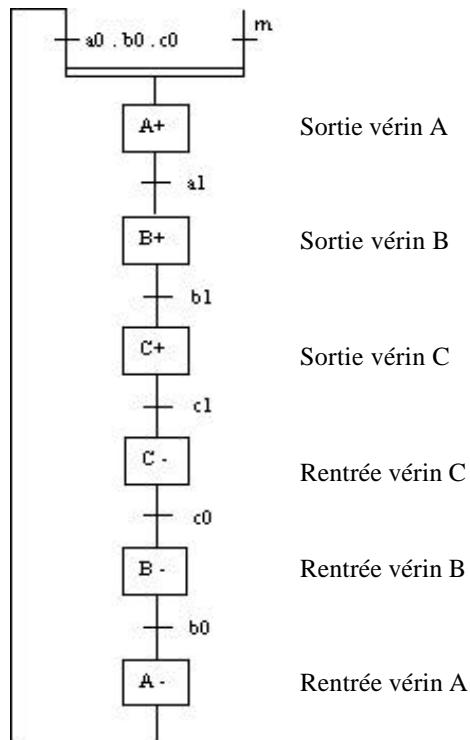 m
a0 . b0 . c0
A+ Sortie vérin A
a1
B+ Sortie vérin B
b1
C+ Sortie vérin C
c1
C - Rentrée vérin C
c0
B - Rentrée vérin B
b0
A - Rentrée vérin A